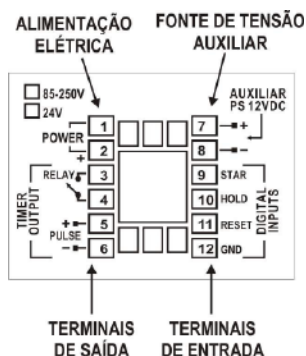 ALIMENTAÇÃO
ELÉTRICA
FONTE DE TENSÃO
AUXILIAR
85-250V
24V
POWER
+
RELAY
+
PULSE
-
TIMER
OUTPUT
1
2
3
4
5
6
7
8
9
10
11
12
+
-
AUXILIAR
PS 12VDC
STAR
HOLD
RESET
GND
DIGITAL
INPUTS
TERMINAIS
DE SAÍDA
TERMINAIS
DE ENTRADA